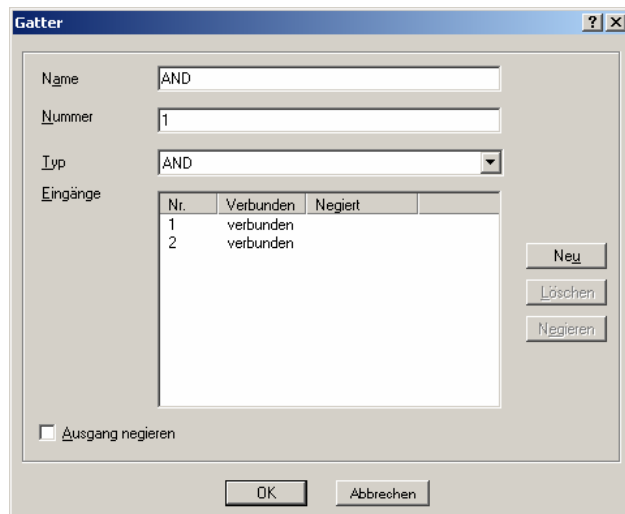 Gatter
Name AND
Nummer 1
Typ AND
Eingänge
Nr. Verbunden Negiert
1 verbunden
2 verbunden
Neu
Löschen
Negieren
Ausgang negieren
OK Abbrechen